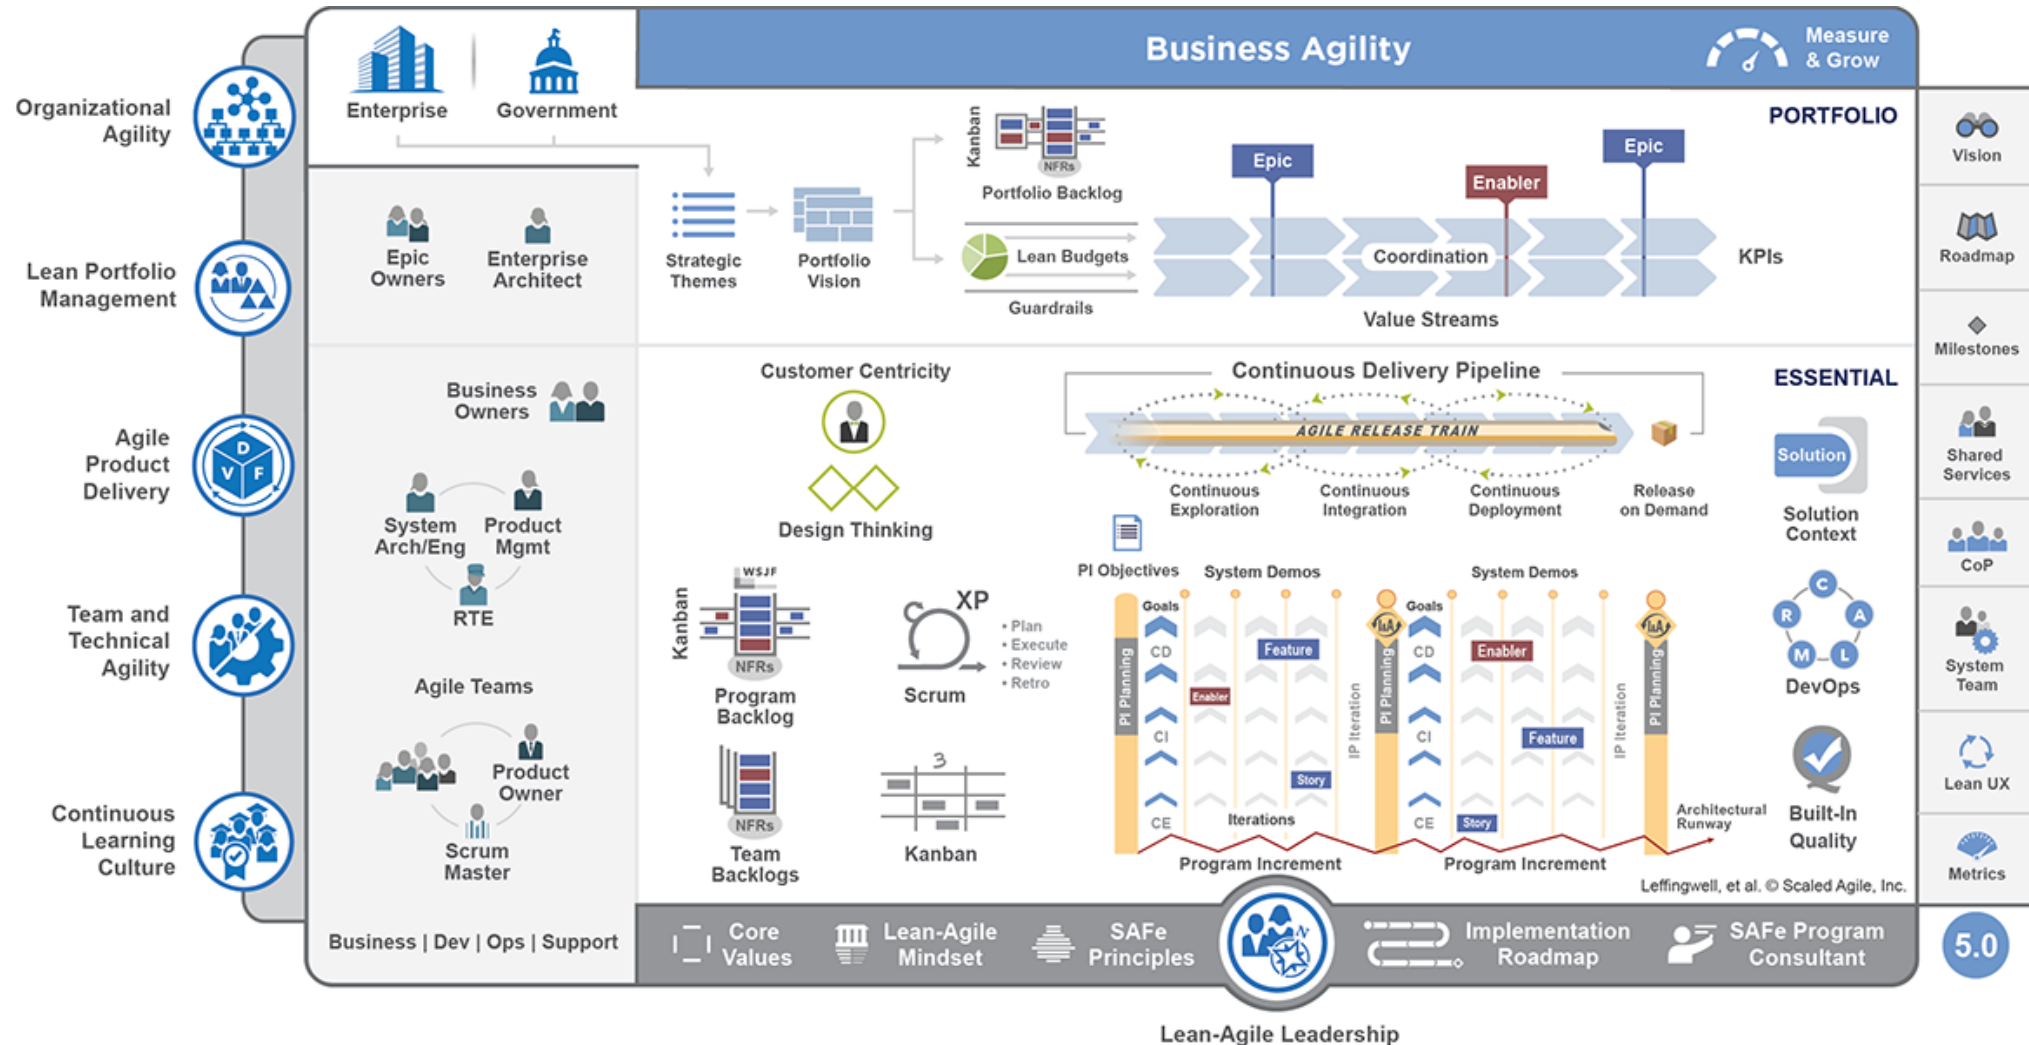 Business Agility
Measure
& Grow
Organizational
Agility
Lean Portfolio
Management
Agile
Product
Delivery
Team and
Technical
Agility
Continuous
Learning
Culture
Enterprise
Government
Epic
Owners
Enterprise
Architect
Business
Owners
System
Arch/Eng
Product
Mgmt
RTE
Agile Teams
Product
Owner
Scrum
Master
Business | Dev | Ops | Support
PORTFOLIO
Strategic
Themes
Portfolio
Vision
Kanban
NFRs
Portfolio Backlog
Lean Budgets
Guardrails
Epic
Enabler
Epic
Coordination
KPIs
Value Streams
ESSENTIAL
Customer Centricity
Design Thinking
Continuous Delivery Pipeline
AGILE RELEASE TRAIN
Continuous
Exploration
Continuous
Integration
Continuous
Deployment
Release
on Demand
Solution
Solution
Context
Kanban
WSJF
NFRs
Program
Backlog
XP
• Plan
• Execute
• Review
• Retro
Scrum
NFRs
Team
Backlogs
3
Kanban
PI Objectives
System Demos
System Demos
PI Planning
Goals
CD
CI
CE
Enabler
Feature
Story
Iterations
IP Iteration
I&A
PI Planning
Goals
CD
CI
CE
Enabler
Feature
Story
IP Iteration
I&A
PI Planning
Program Increment
Program Increment
Architectural
Runway
C
A
L
M
R
DevOps
Built-In
Quality
Leffingwell, et al. © Scaled Agile, Inc.
Vision
Roadmap
Milestones
Shared
Services
CoP
System
Team
Lean UX
Metrics
5.0
Core
Values
Lean-Agile
Mindset
SAFe
Principles
N
Implementation
Roadmap
SAFe Program
Consultant
Lean-Agile Leadership
D
V F